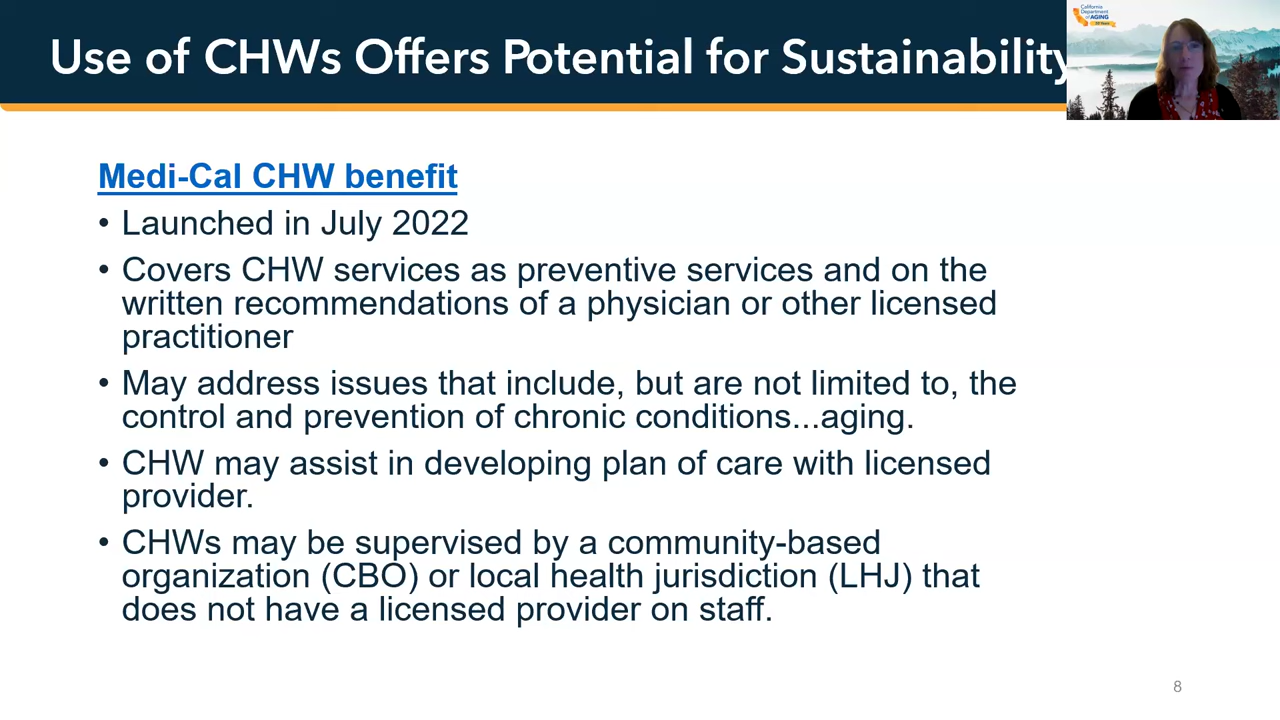 Use of CHWs Offers Potential for Sustainability
California
Department
of AGING
Medi-Cal CHW benefit
• Launched in July 2022
• Covers CHW services as preventive services and on the
written recommendations of a physician or other licensed
practitioner
• May address issues that include, but are not limited to, the
control and prevention of chronic conditions...aging.
• CHW may assist in developing plan of care with licensed
provider.
• CHWs may be supervised by a community-based
organization (CBO) or local health jurisdiction (LHJ) that
does not have a licensed provider on staff.
8